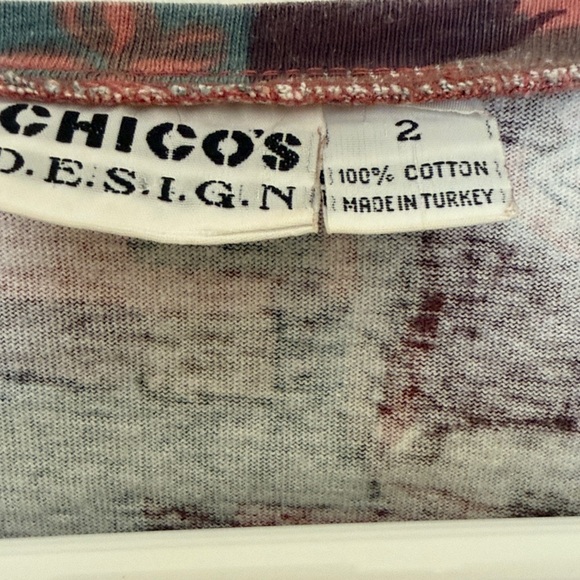 CHICO'S
D.E.S.I.G.N
2
100% COTTON
MADE IN TURKEY